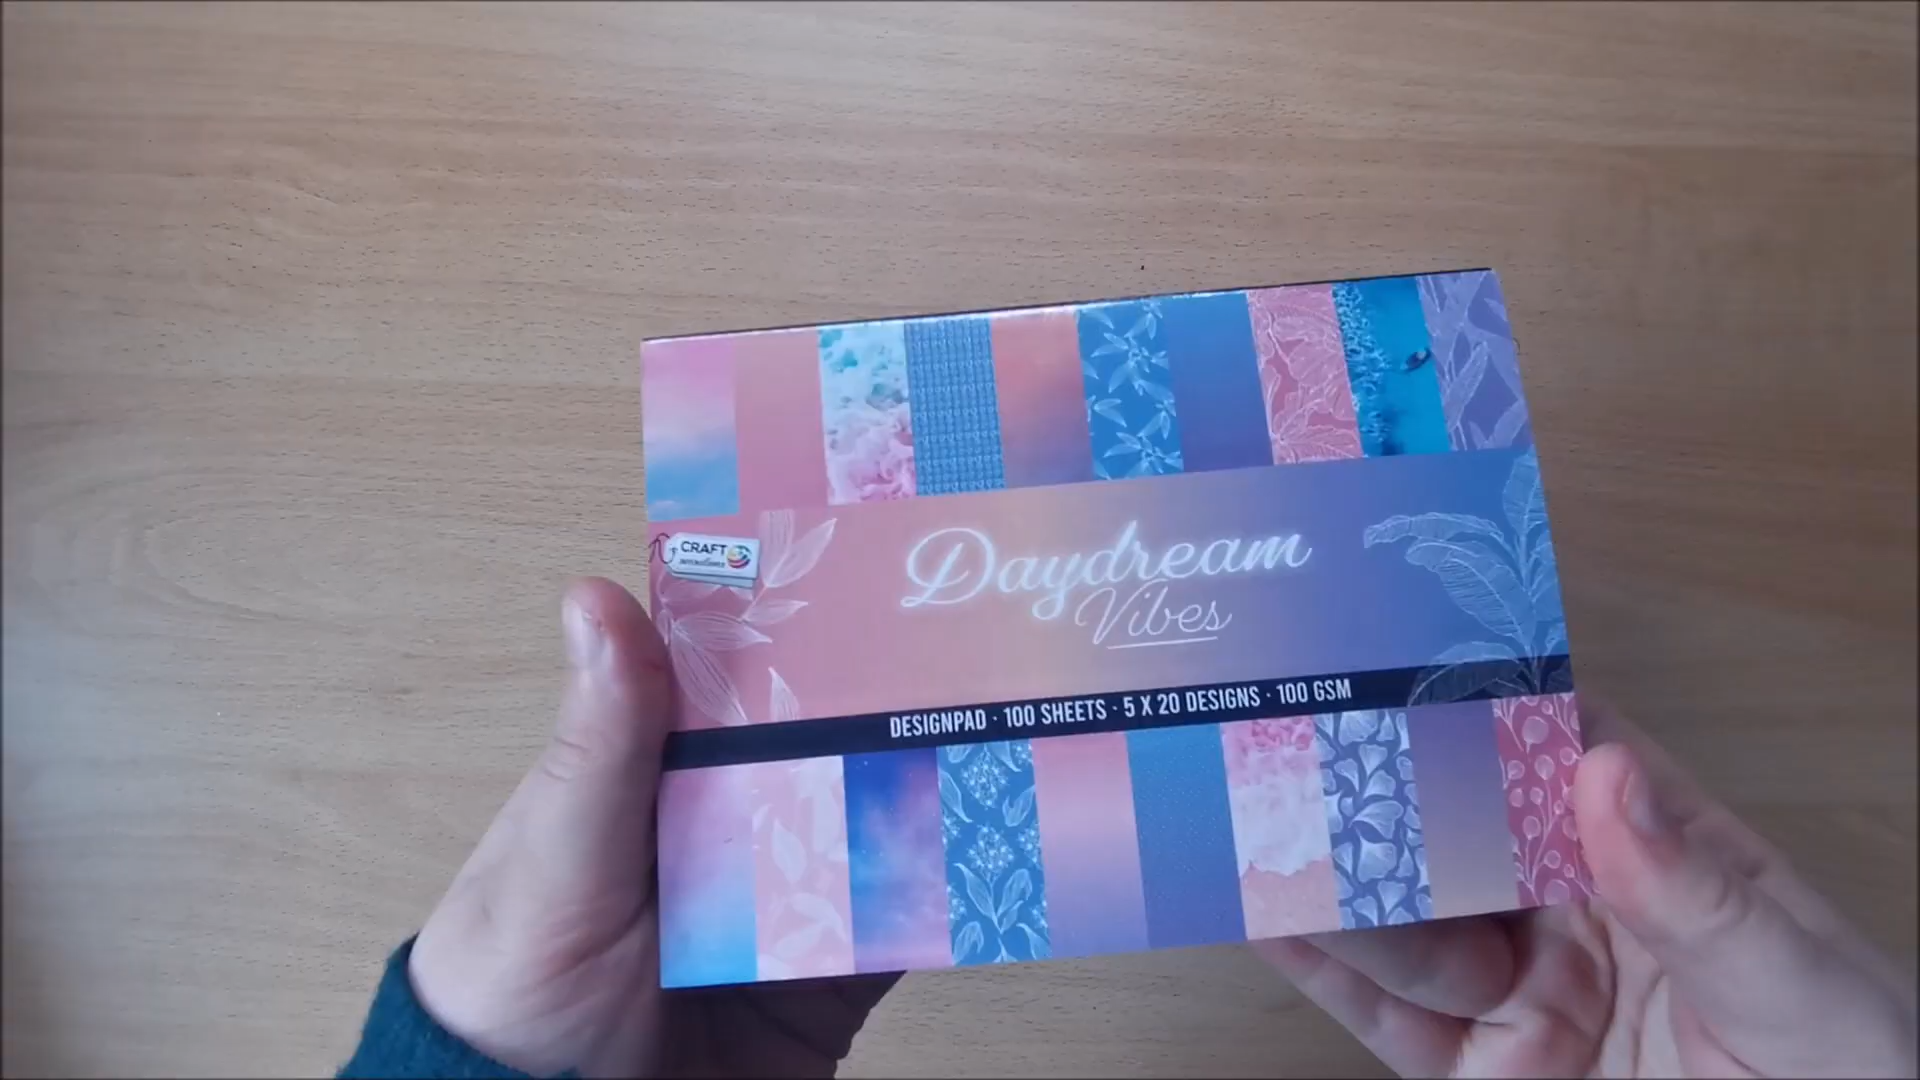 CRAFT
Daydream
Vibes
DESIGNPAD · 100 SHEETS · 5 X 20 DESIGNS · 100 GSM